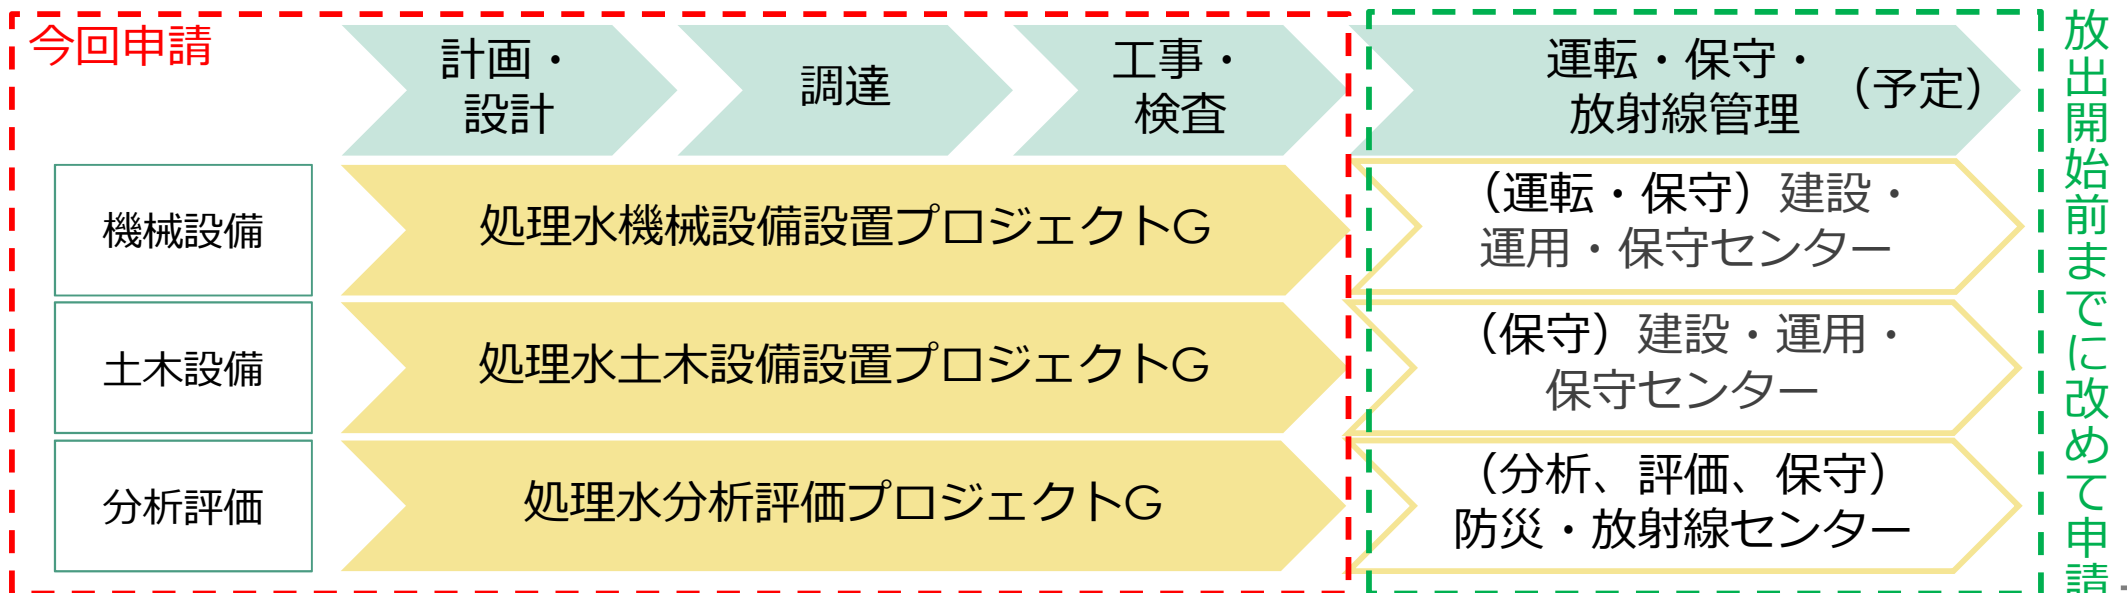 今回申請
計画・
設計
調達
工事・
検査
運転・保守・
放射線管理
（予定）
機械設備
処理水機械設備設置プロジェクトG
（運転・保守）建設・
運用・保守センター
土木設備
処理水土木設備設置プロジェクトG
（保守）建設・運用・
保守センター
分析評価
処理水分析評価プロジェクトG
（分析、評価、保守）
防災・放射線センター
放出開始前までに改めて申請